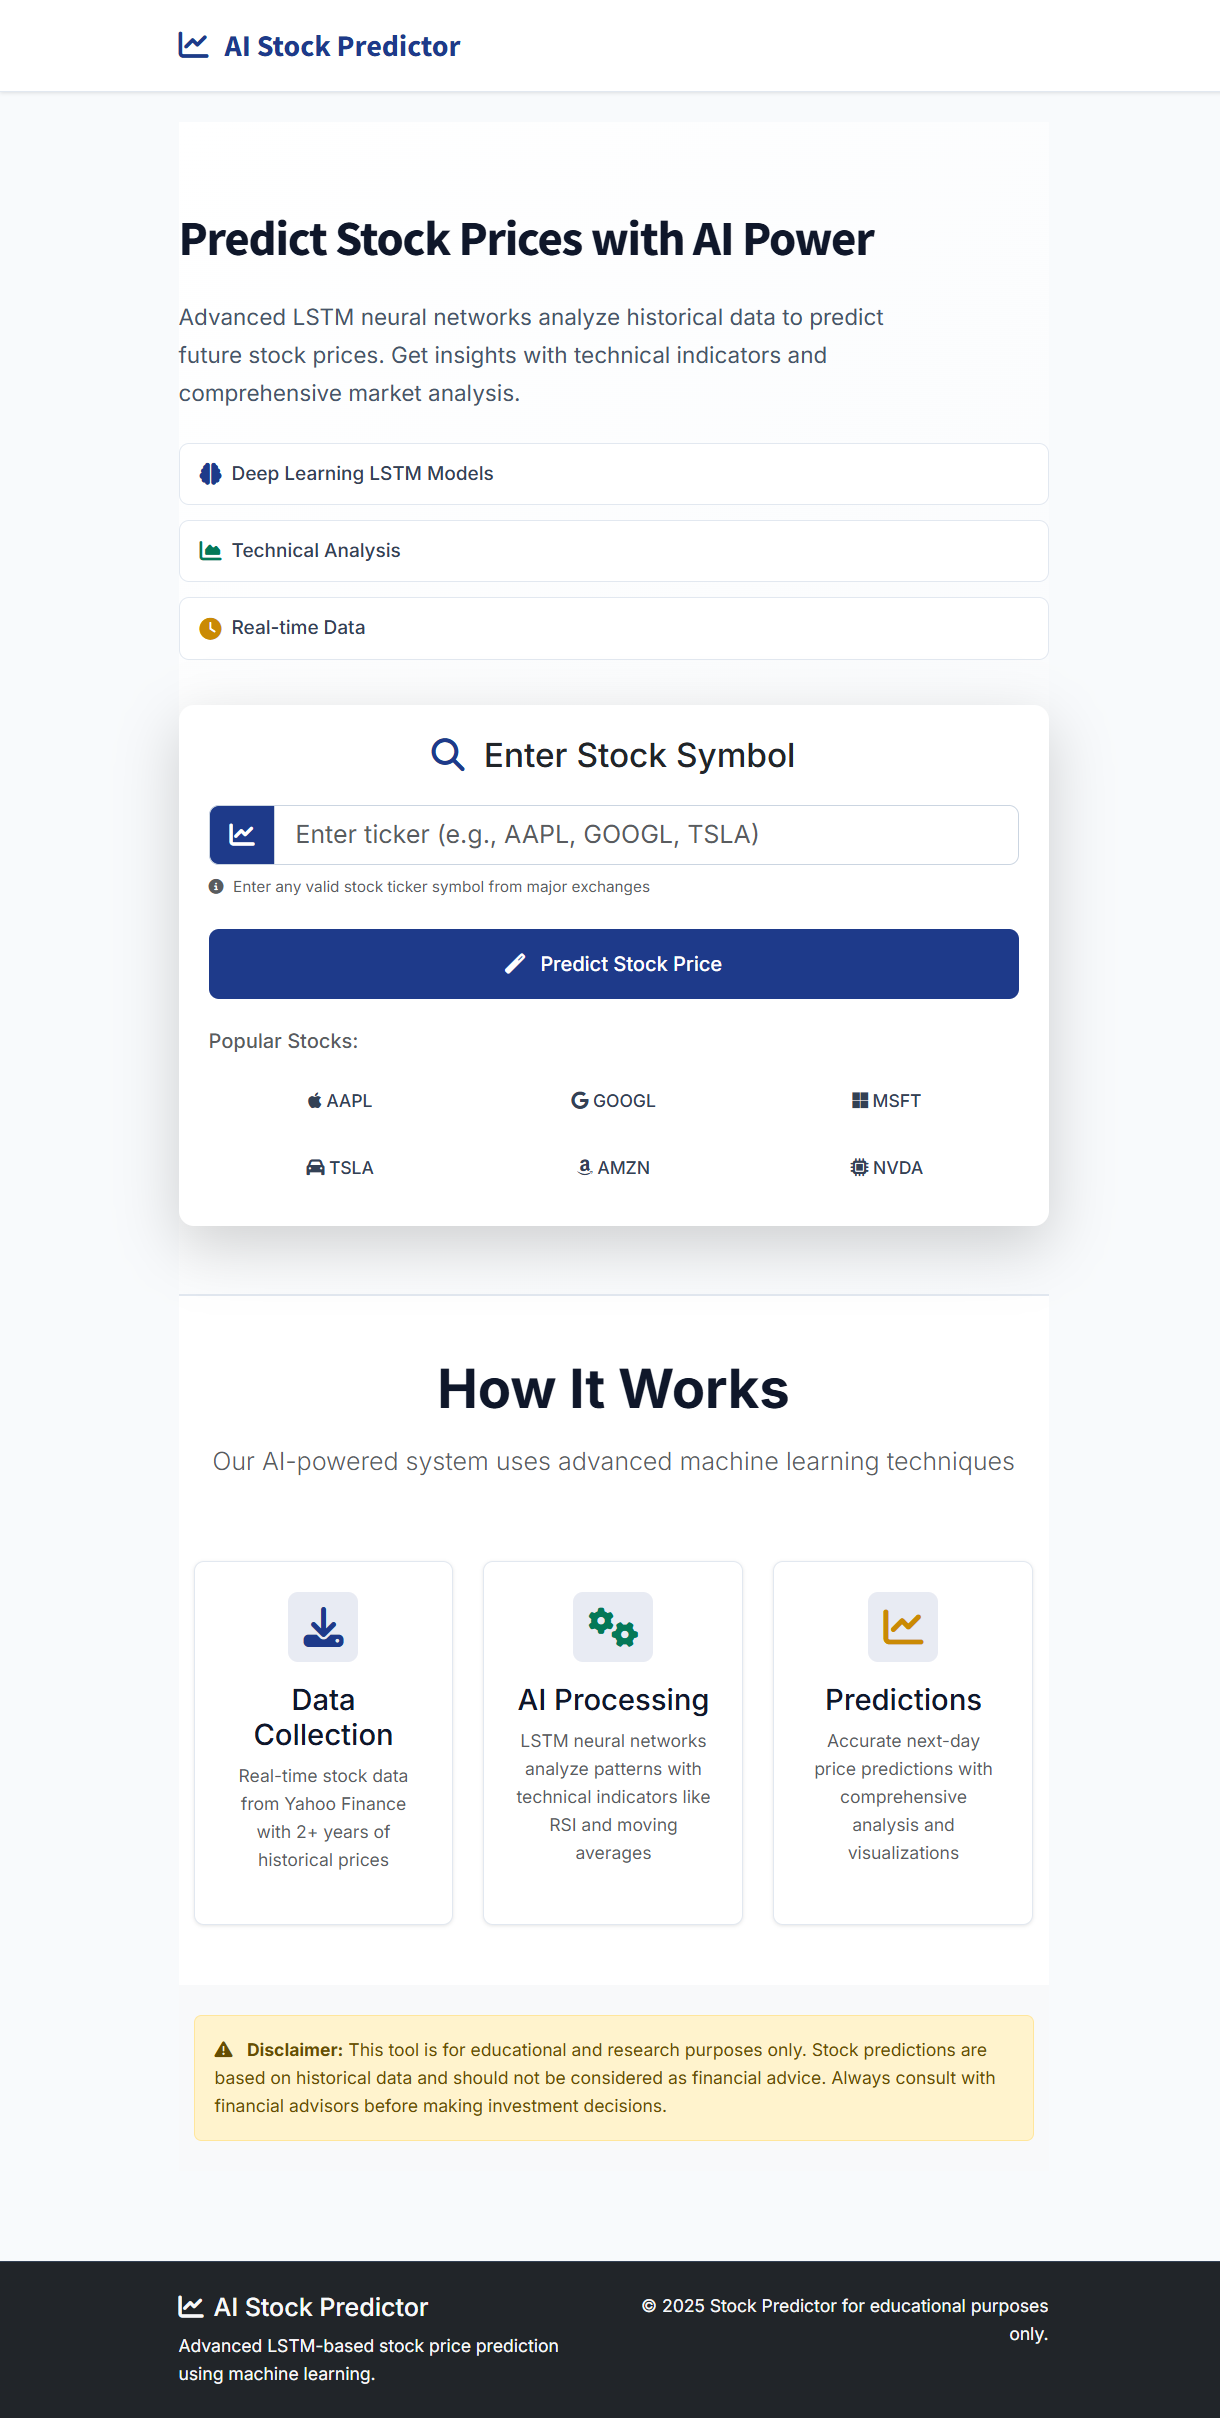 AI Stock Predictor
Predict Stock Prices with AI Power
Advanced LSTM neural networks analyze historical data to predict
future stock prices. Get insights with technical indicators and
comprehensive market analysis.
Deep Learning LSTM Models
Technical Analysis
Real-time Data
Enter Stock Symbol
Enter ticker (e.g., AAPL, GOOGL, TSLA)
Enter any valid stock ticker symbol from major exchanges
Predict Stock Price
Popular Stocks:
AAPL
GOOGL
MSFT
TSLA
AMZN
NVDA
How It Works
Our AI-powered system uses advanced machine learning techniques
Data
Collection
Real-time stock data
from Yahoo Finance
with 2+ years of
historical prices
AI Processing
LSTM neural networks
analyze patterns with
technical indicators like
RSI and moving
averages
Predictions
Accurate next-day
price predictions with
comprehensive
analysis and
visualizations
Disclaimer: This tool is for educational and research purposes only. Stock predictions are
based on historical data and should not be considered as financial advice. Always consult with
financial advisors before making investment decisions.
AI Stock Predictor
Advanced LSTM-based stock price prediction
using machine learning.
© 2025 Stock Predictor for educational purposes
only.